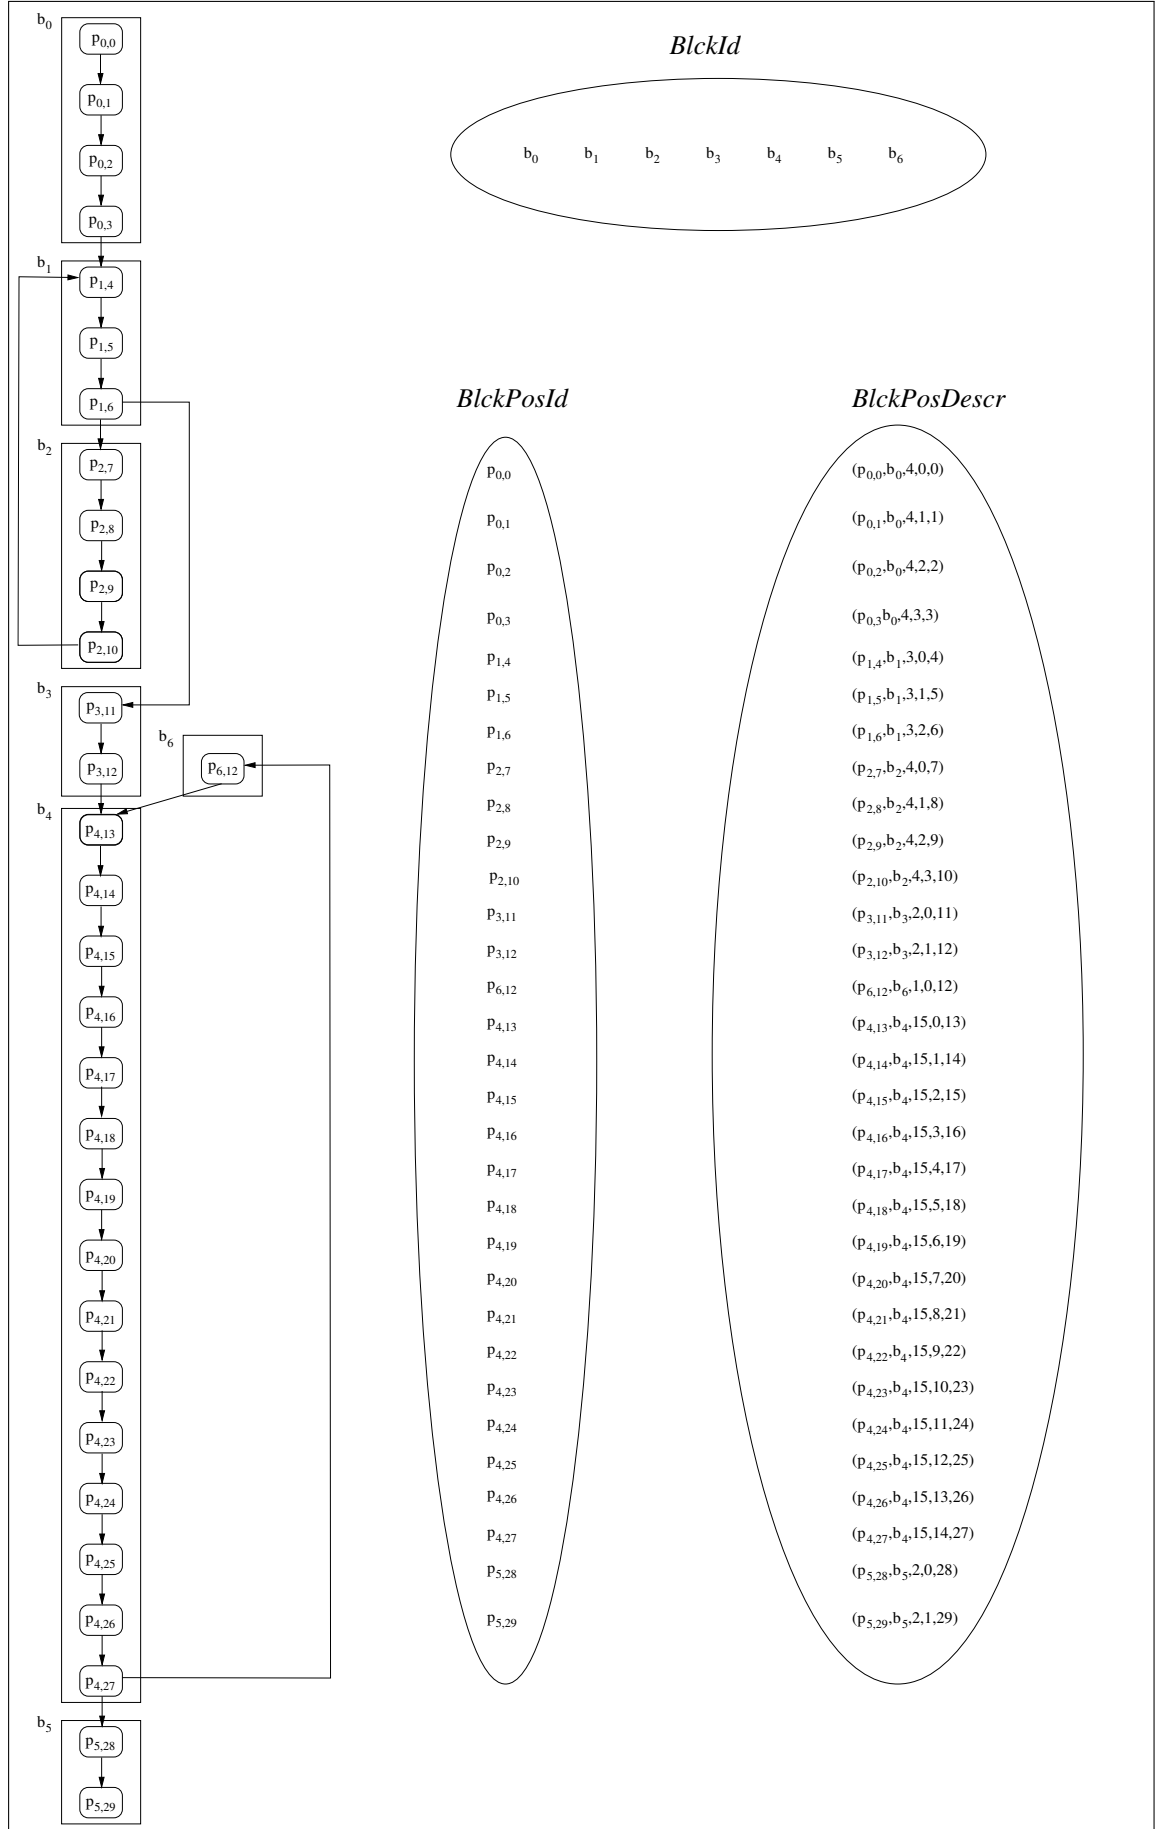 b0
p0,0
p0,1
p0,2
p0,3
b1
p1,4
p1,5
p1,6
b2
p2,7
p2,8
p2,9
p2,10
b3
p3,11
p3,12
b6
p6,12
b4
p4,13
p4,14
p4,15
p4,16
p4,17
p4,18
p4,19
p4,20
p4,21
p4,22
p4,23
p4,24
p4,25
p4,26
p4,27
b5
p5,28
p5,29
BlckId
b0 b1 b2 b3 b4 b5 b6
BlckPosId
p0,0
p0,1
p0,2
p0,3
p1,4
p1,5
p1,6
p2,7
p2,8
p2,9
p2,10
p3,11
p3,12
p6,12
p4,13
p4,14
p4,15
p4,16
p4,17
p4,18
p4,19
p4,20
p4,21
p4,22
p4,23
p4,24
p4,25
p4,26
p4,27
p5,28
p5,29
BlckPosDescr
(p0,0,b0,4,0,0)
(p0,1,b0,4,1,1)
(p0,2,b0,4,2,2)
(p0,3b0,4,3,3)
(p1,4,b1,3,0,4)
(p1,5,b1,3,1,5)
(p1,6,b1,3,2,6)
(p2,7,b2,4,0,7)
(p2,8,b2,4,1,8)
(p2,9,b2,4,2,9)
(p2,10,b2,4,3,10)
(p3,11,b3,2,0,11)
(p3,12,b3,2,1,12)
(p6,12,b6,1,0,12)
(p4,13,b4,15,0,13)
(p4,14,b4,15,1,14)
(p4,15,b4,15,2,15)
(p4,16,b4,15,3,16)
(p4,17,b4,15,4,17)
(p4,18,b4,15,5,18)
(p4,19,b4,15,6,19)
(p4,20,b4,15,7,20)
(p4,21,b4,15,8,21)
(p4,22,b4,15,9,22)
(p4,23,b4,15,10,23)
(p4,24,b4,15,11,24)
(p4,25,b4,15,12,25)
(p4,26,b4,15,13,26)
(p4,27,b4,15,14,27)
(p5,28,b5,2,0,28)
(p5,29,b5,2,1,29)